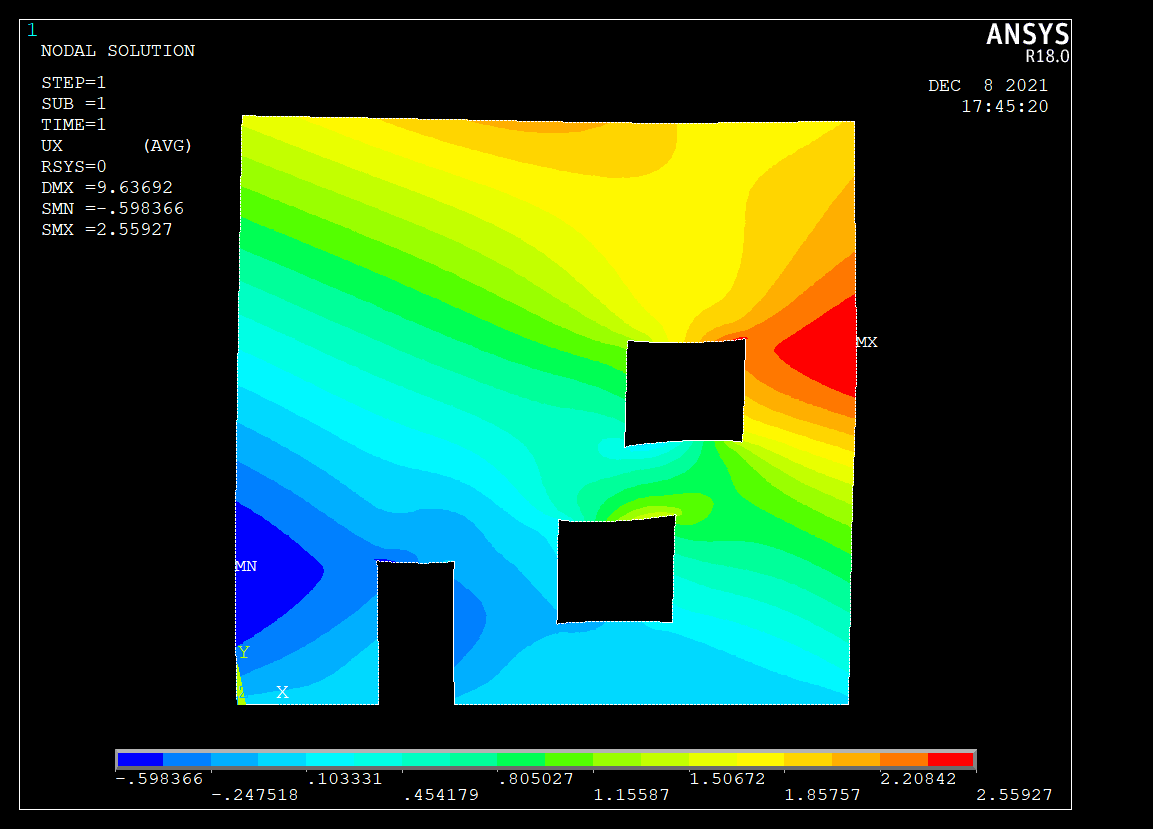 1
ANSYS
R18.0
NODAL SOLUTION
STEP=1
SUB =1
TIME=1
UX (AVG)
RSYS=0
DMX =9.63692
SMN =-.598366
SMX =2.55927
DEC 8 2021
17:45:20
MX
MN
Y
X
-.598366 .103331 .805027 1.50672 2.20842
-.247518 .454179 1.15587 1.85757 2.55927